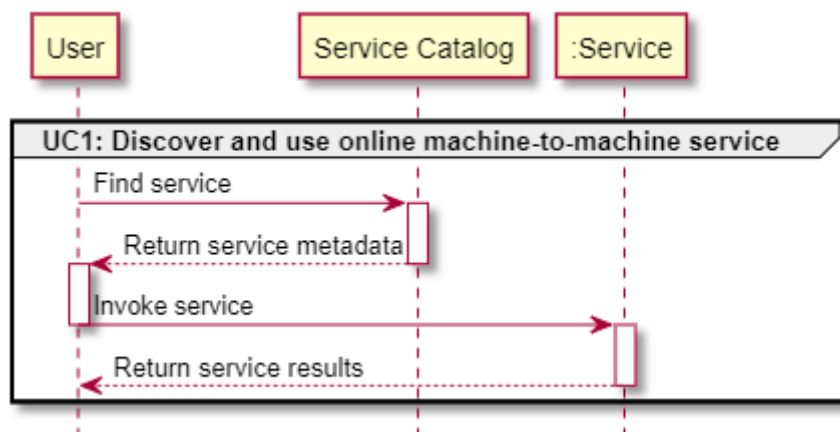 User
Service Catalog
:Service
UC1: Discover and use online machine-to-machine service
Find service
Return service metadata
Invoke service
Return service results